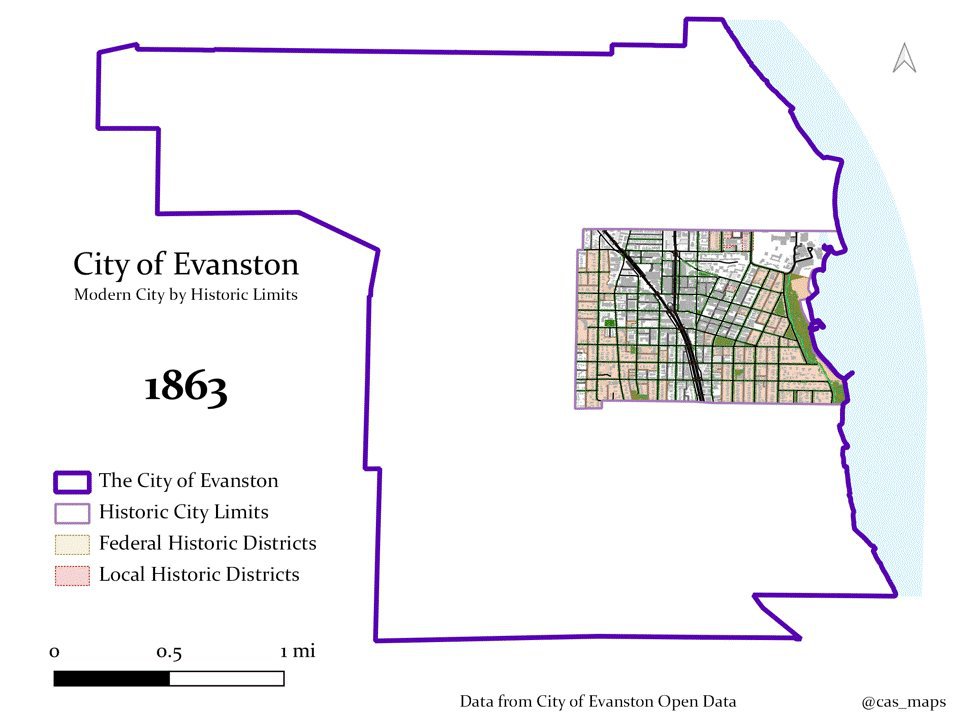 City of Evanston
Modern City by Historic Limits
1863
The City of Evanston
Historic City Limits
Federal Historic Districts
Local Historic Districts
0 0.5 1 mi
Data from City of Evanston Open Data
@cas_maps